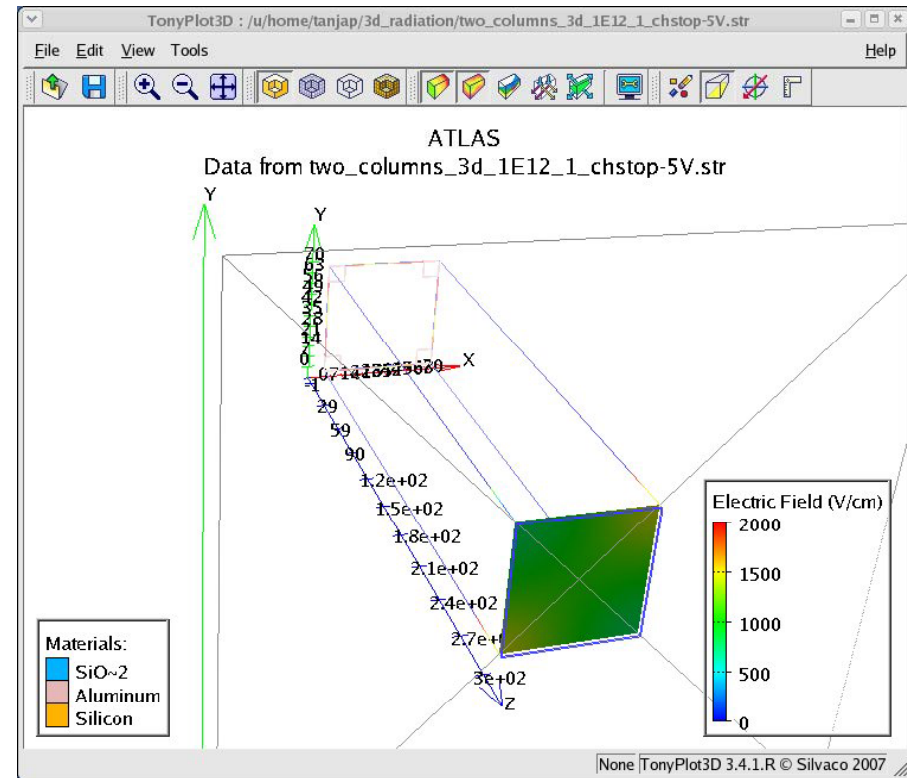 TonyPlot3D : /u/home/tanjap/3d_radiation/two_columns_3d_1E12_1_chstop-5V.str
File Edit View Tools Help
ATLAS
Data from two_columns_3d_1E12_1_chstop-5V.str
Y
Y
70
63
56
49
42
35
28
21
14
7
0
X
-1
29
59
90
1.2e+02
1.5e+02
1.8e+02
2.1e+02
2.4e+02
3e+02
Z
Electric Field (V/cm)
2000
1500
1000
500
0
Materials:
SiO~2
Aluminum
Silicon
None TonyPlot3D 3.4.1.R © Silvaco 2007